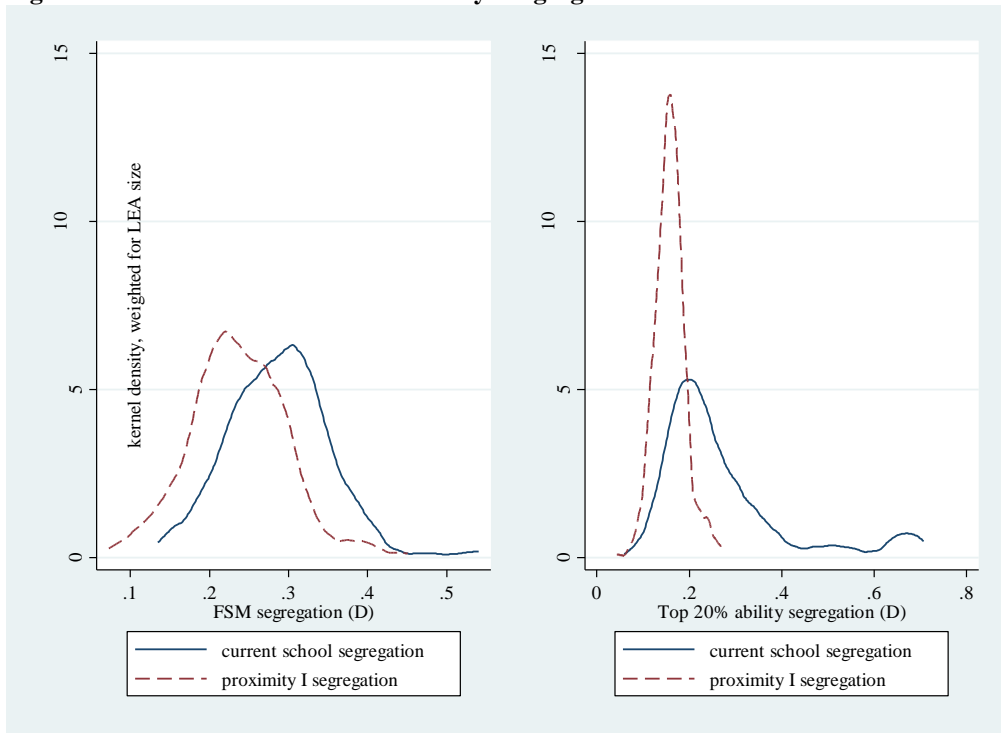 15
10
5
0
kernel density, weighted for LEA size
.1 .2 .3 .4 .5
FSM segregation (D)
current school segregation
proximity I segregation
15
10
5
0
0 .2 .4 .6 .8
Top 20% ability segregation (D)
current school segregation
proximity I segregation